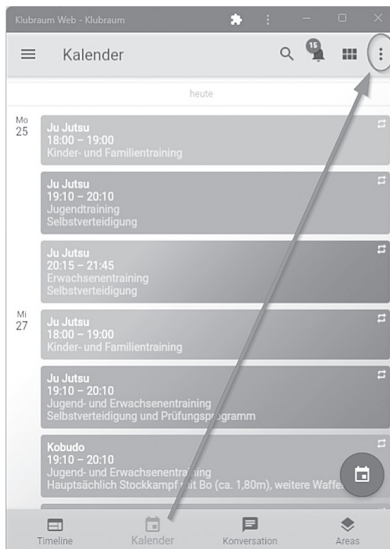 Klubraum Web - Klubraum
Kalender
15
heute
Mo
25
Ju Jutsu
18:00 – 19:00
Kinder- und Familientraining
Ju Jutsu
19:10 – 20:10
Jugendtraining
Selbstverteidigung
Ju Jutsu
20:15 – 21:45
Erwachsenentraining
Selbstverteidigung
Mi
27
Ju Jutsu
18:00 – 19:00
Kinder- und Familientraining
Ju Jutsu
19:10 – 20:10
Jugend- und Erwachsenentraining
Selbstverteidigung und Prüfungsprogramm
Kobudo
19:10 – 20:10
Jugend- und Erwachsenentraining
Hauptsächlich Stockkampf mit Bo (ca. 1,80m), weitere Waffe
Timeline
Kalender
Konversation
Areas